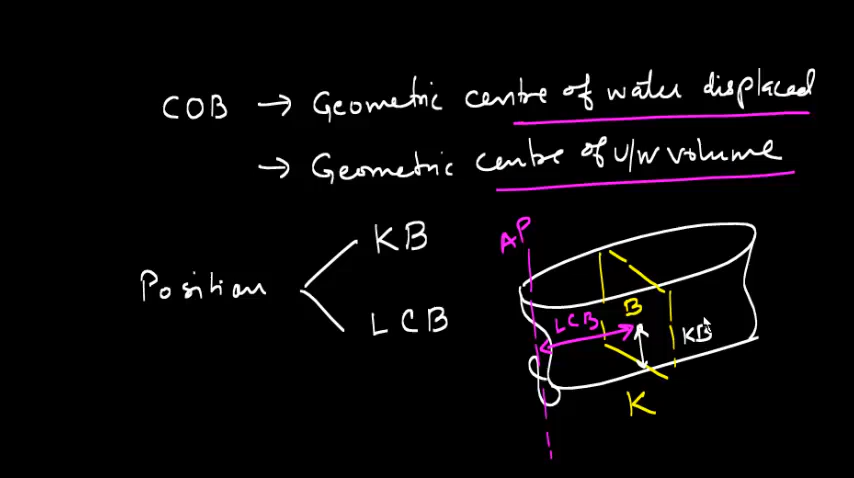 COB → Geometric centre of water displaced
→ Geometric centre of U/W volume
Position
KB
LCB
AP
LCB
B
KB
K